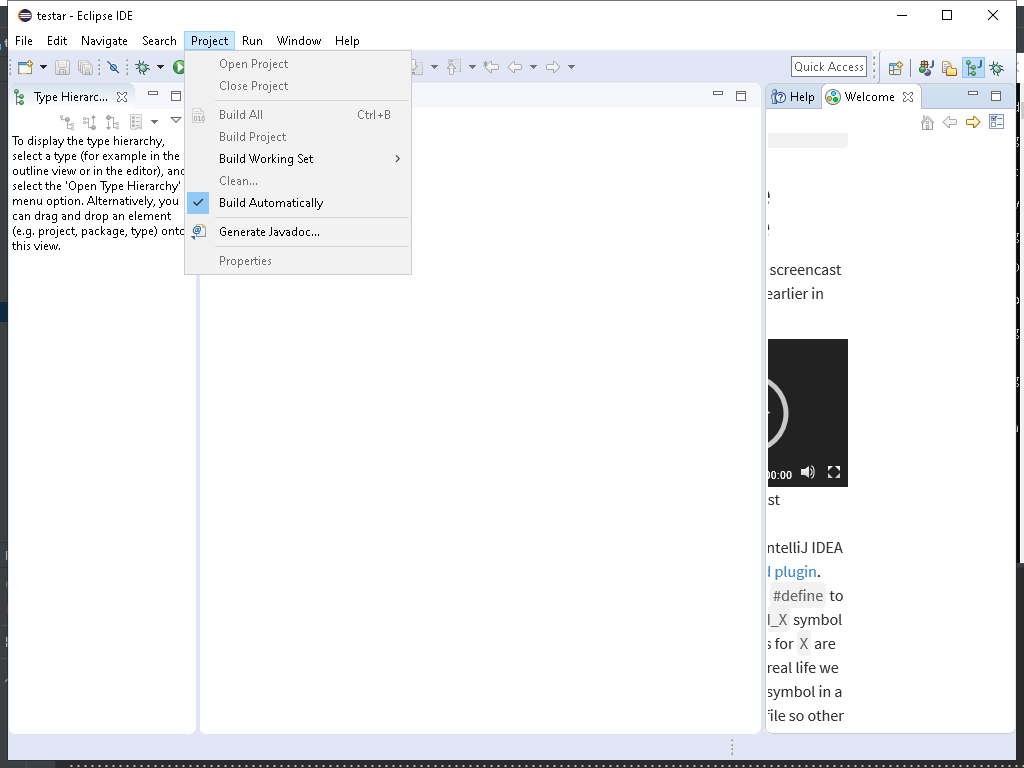 testar - Eclipse IDE
File Edit Navigate Search Project Run Window Help
Quick Access
Open Project
Close Project
Build All Ctrl+B
Build Project
Build Working Set
Clean...
Build Automatically
Generate Javadoc...
Properties
Type Hierarc...
To display the type hierarchy,
select a type (for example in the
outline view or in the editor), and
select the 'Open Type Hierarchy'
menu option. Alternatively, you
can drag and drop an element
(e.g. project, package, type) onto
this view.
Help Welcome
screencast
earlier in
00:00
st
ntelliJ IDEA
plugin.
#define to
_X symbol
s for X are
real life we
symbol in a
file so other